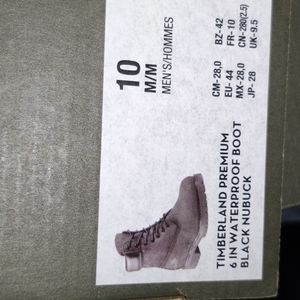 10
M/M
MEN'S/HOMMES
CM-28,0
EU-44
MX-28,0
JP-28
BZ-42
FR-10
CN-280(2.5)
UK-9.5
TIMBERLAND PREMIUM
6 IN WATERPROOF BOOT
BLACK NUBUCK